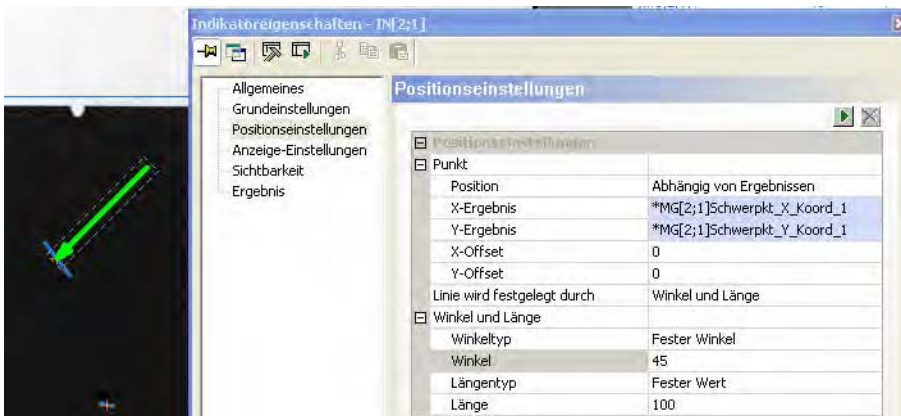 Indikatoreigenschaften - IN[2;1]
Allgemeines
Grundeinstellungen
Positionseinstellungen
Anzeige-Einstellungen
Sichtbarkeit
Ergebnis
Positionseinstellungen
Positionseinstellungen
Punkt
Position Abhängig von Ergebnissen
X-Ergebnis *MG[2;1]Schwerpkt_X_Koord_1
Y-Ergebnis *MG[2;1]Schwerpkt_Y_Koord_1
X-Offset 0
Y-Offset 0
Linie wird festgelegt durch Winkel und Länge
Winkel und Länge
Winkeltyp Fester Winkel
Winkel 45
Längentyp Fester Wert
Länge 100